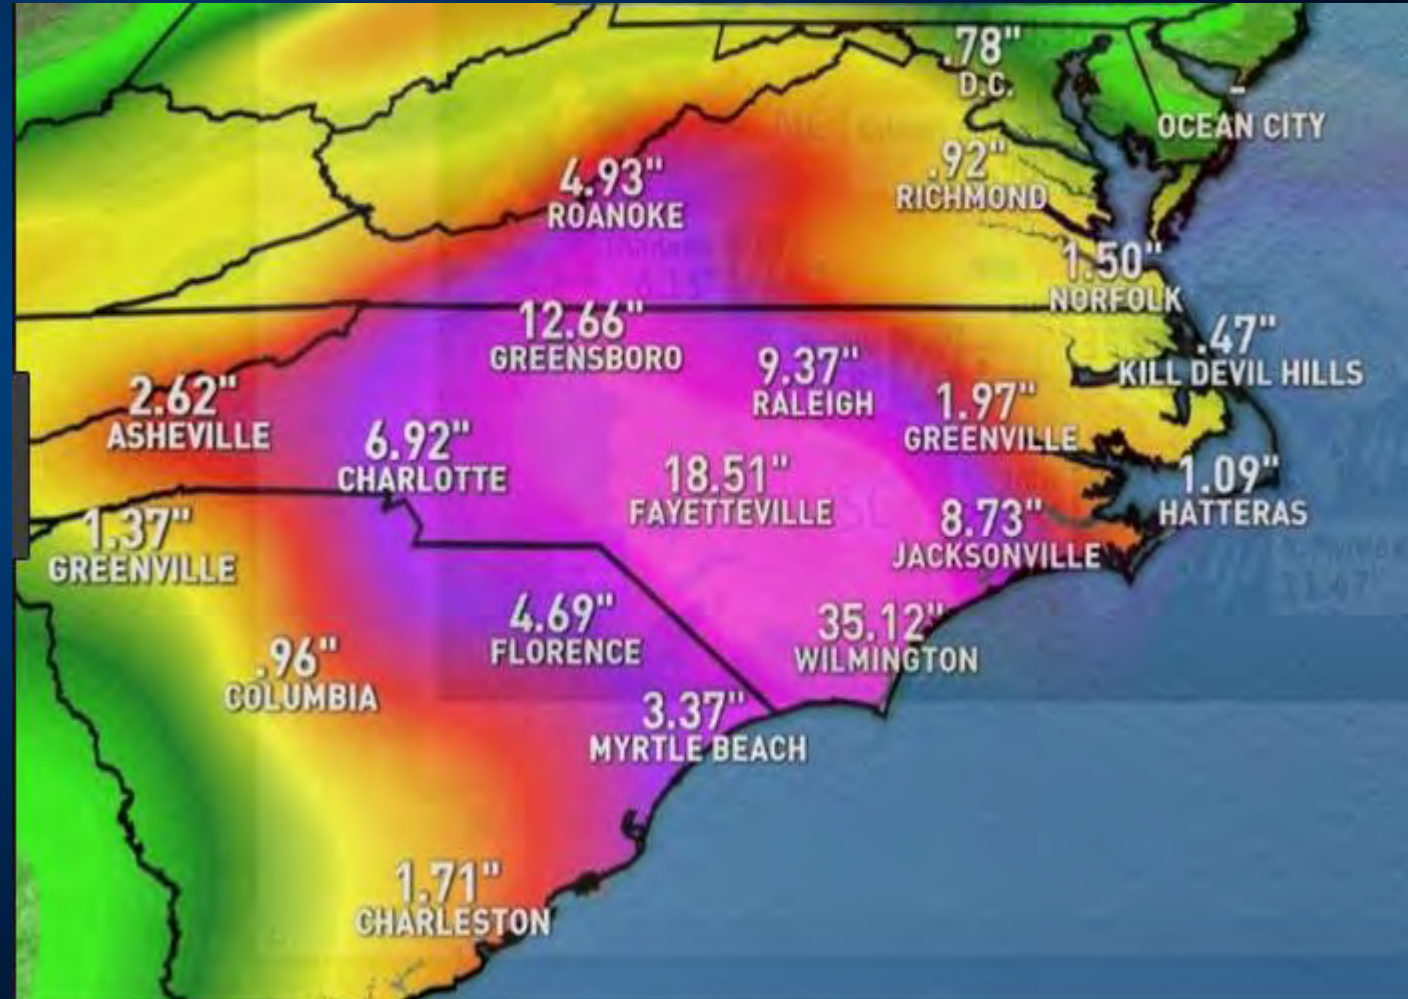 .78"
D.C.
-
OCEAN CITY
4.93"
ROANOKE
.92"
RICHMOND
1.50"
NORFOLK
12.66"
GREENSBORO
.47"
KILL DEVIL HILLS
9.37"
RALEIGH
2.62"
ASHEVILLE
1.97"
GREENVILLE
6.92"
CHARLOTTE
18.51"
FAYETTEVILLE
1.09"
HATTERAS
1.37"
GREENVILLE
8.73"
JACKSONVILLE
4.69"
FLORENCE
35.12"
WILMINGTON
.96"
COLUMBIA
3.37"
MYRTLE BEACH
1.71"
CHARLESTON